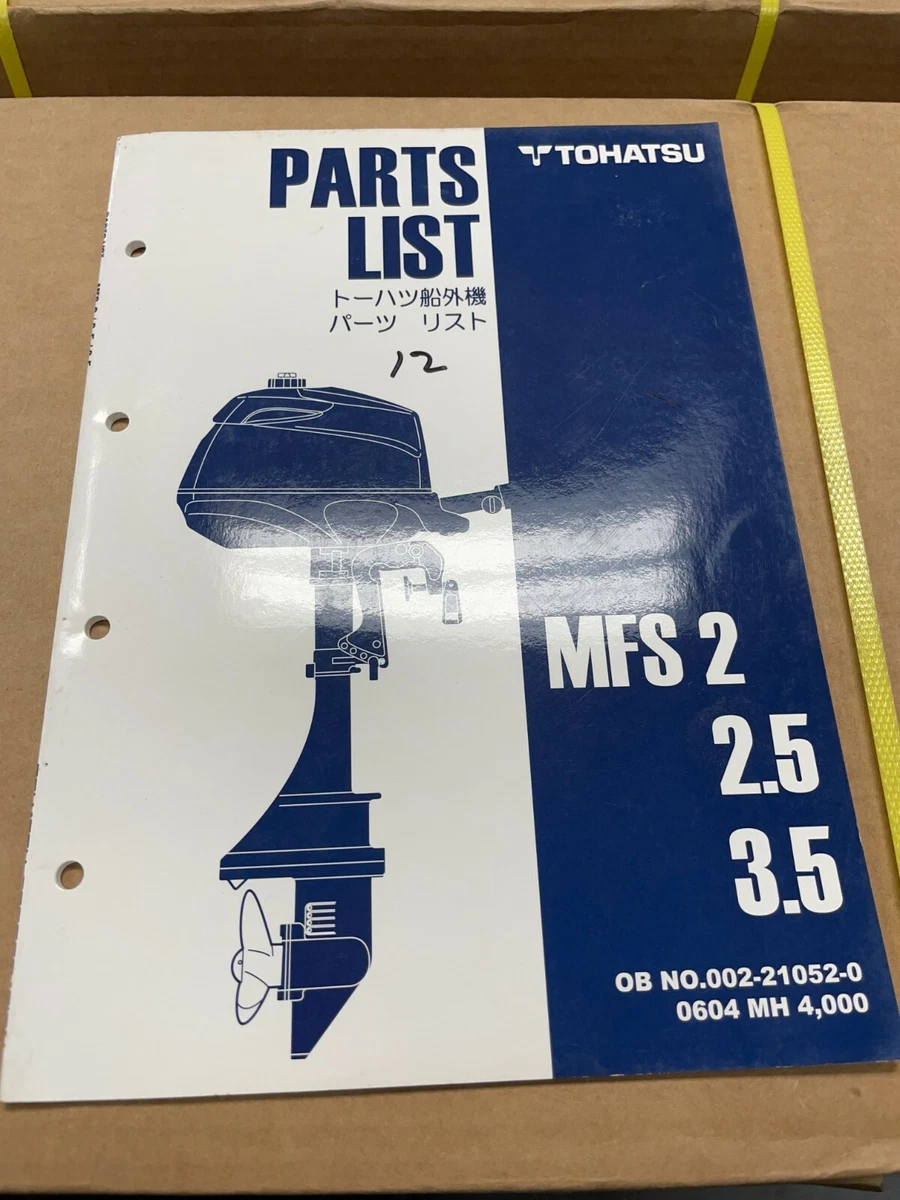 TOHATSU
PARTS
LIST
トーハツ船外機
パーツ リスト
12
MFS 2
2.5
3.5
OB NO.002-21052-0
0604 MH 4,000